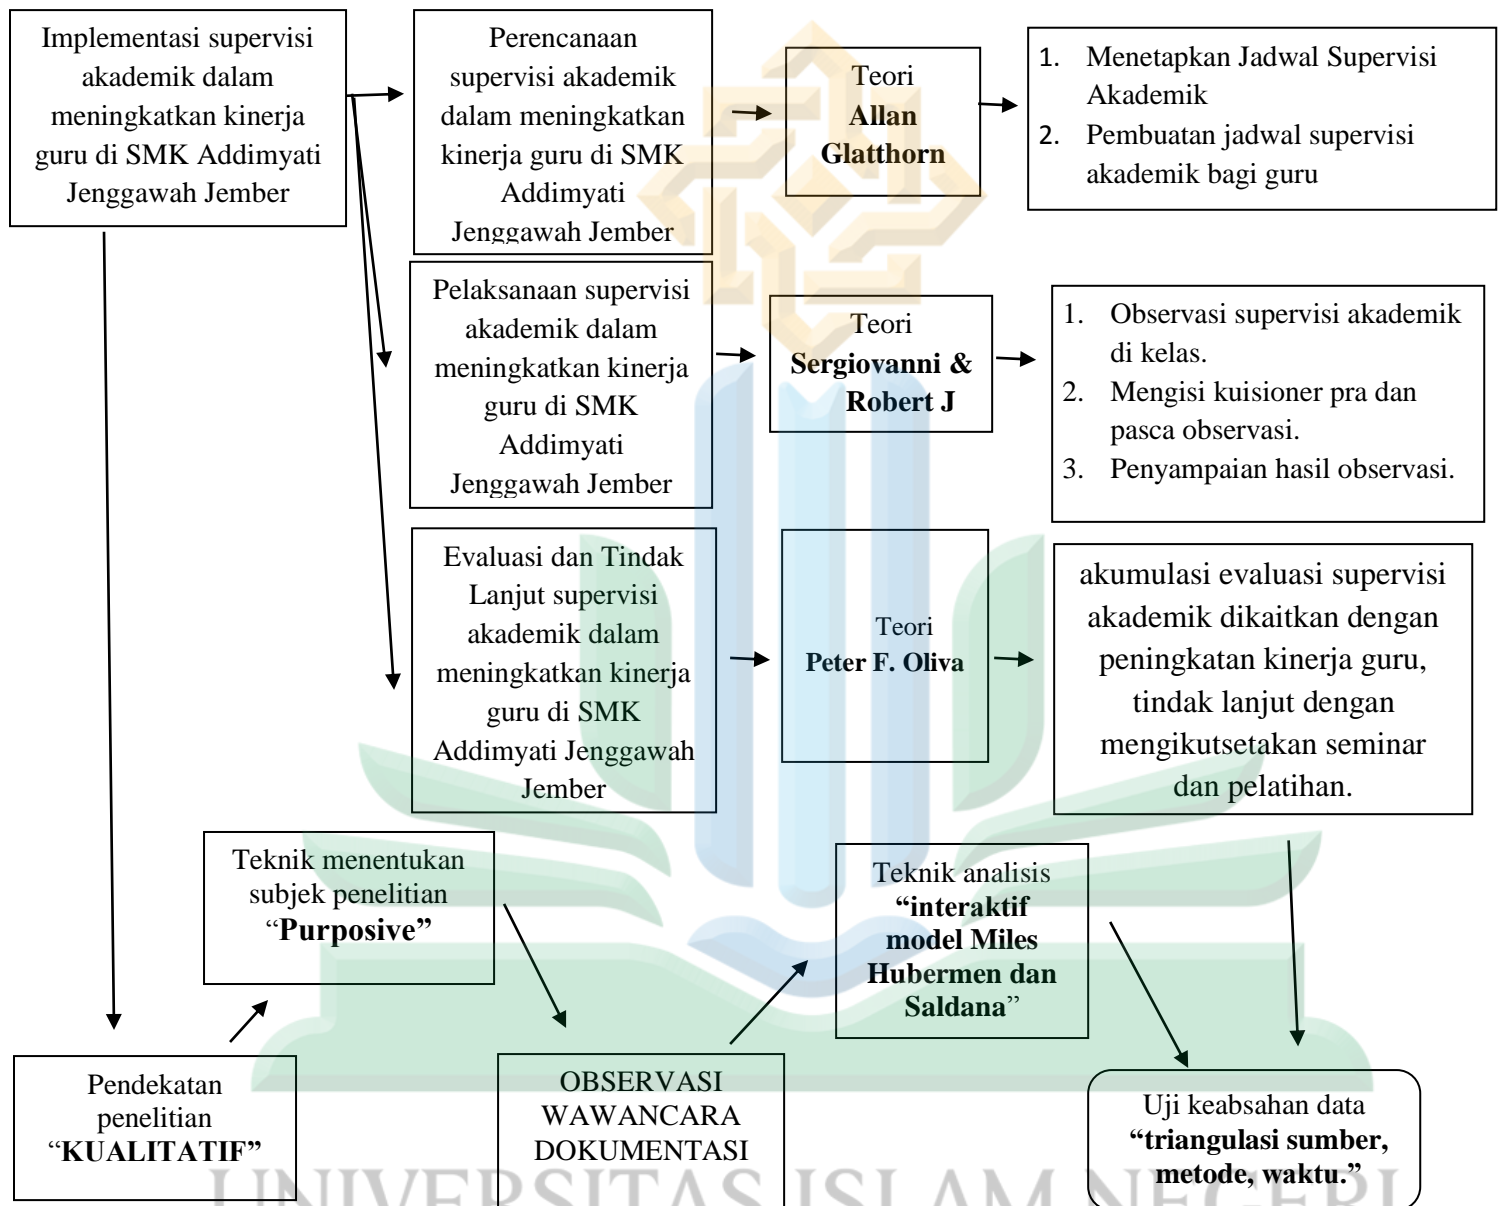 Implementasi supervisi
akademik dalam
meningkatkan kinerja
guru di SMK Addimyati
Jenggawah Jember
Perencanaan
supervisi akademik
dalam meningkatkan
kinerja guru di SMK
Addimyati
Jenggawah Jember
Teori
Allan
Glatthorn
1. Menetapkan Jadwal Supervisi
Akademik
2. Pembuatan jadwal supervisi
akademik bagi guru
Pelaksanaan supervisi
akademik dalam
meningkatkan kinerja
guru di SMK
Addimyati
Jenggawah Jember
Teori
Sergiovanni &
Robert J
1. Observasi supervisi akademik
di kelas.
2. Mengisi kuisioner pra dan
pasca observasi.
3. Penyampaian hasil observasi.
Evaluasi dan Tindak
Lanjut supervisi
akademik dalam
meningkatkan kinerja
guru di SMK
Addimyati Jenggawah
Jember
Teori
Peter F. Oliva
akumulasi evaluasi supervisi
akademik dikaitkan dengan
peningkatan kinerja guru,
tindak lanjut dengan
mengikutsetakan seminar
dan pelatihan.
Teknik menentukan
subjek penelitian
“Purposive”
Teknik analisis
“interaktif
model Miles
Hubermen dan
Saldana”
Pendekatan
penelitian
“KUALITATIF”
OBSERVASI
WAWANCARA
DOKUMENTASI
Uji keabsahan data
“triangulasi sumber,
metode, waktu.”
UNIVERSITAS ISLAM NEGERI